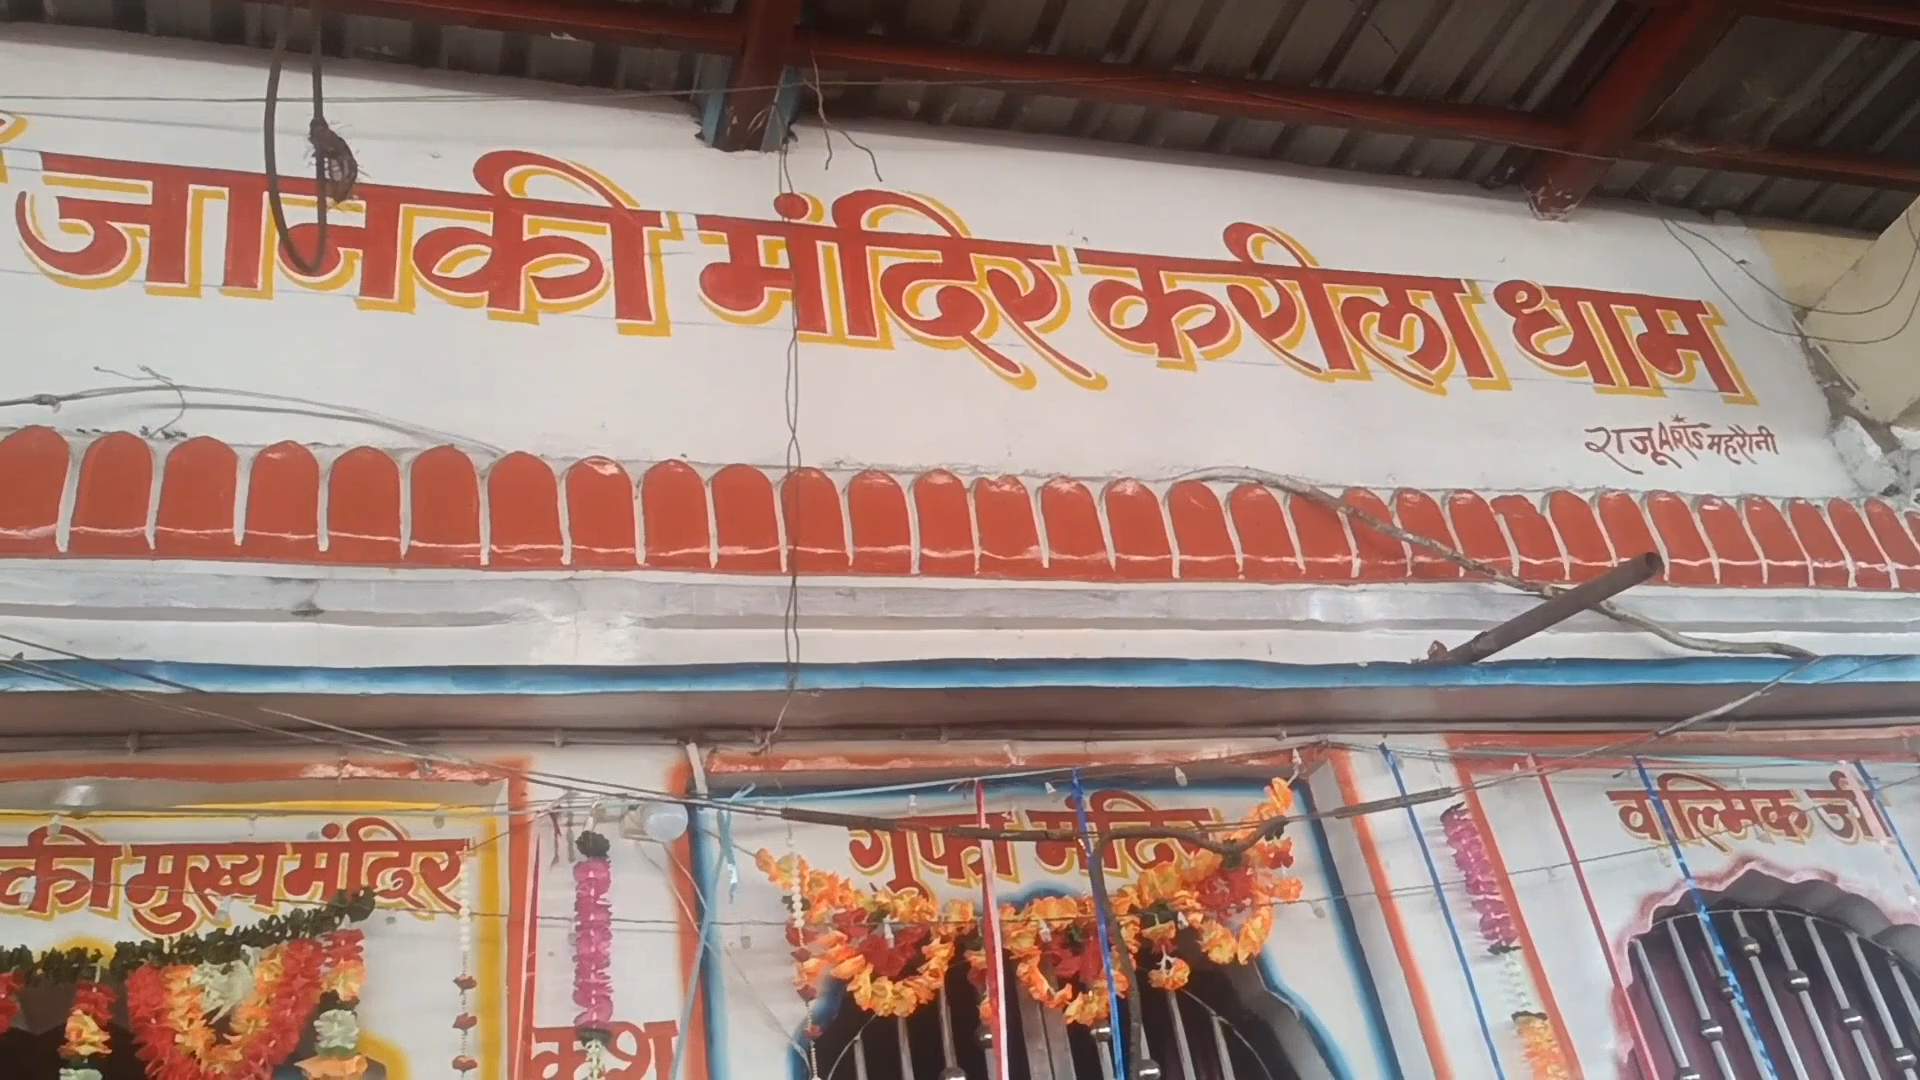 जानकी मंदिर करीला धाम
राजू ARTS महरौनी
की मुख्य मंदिर
गुफा मंदिर
वल्मिक जी
कुश